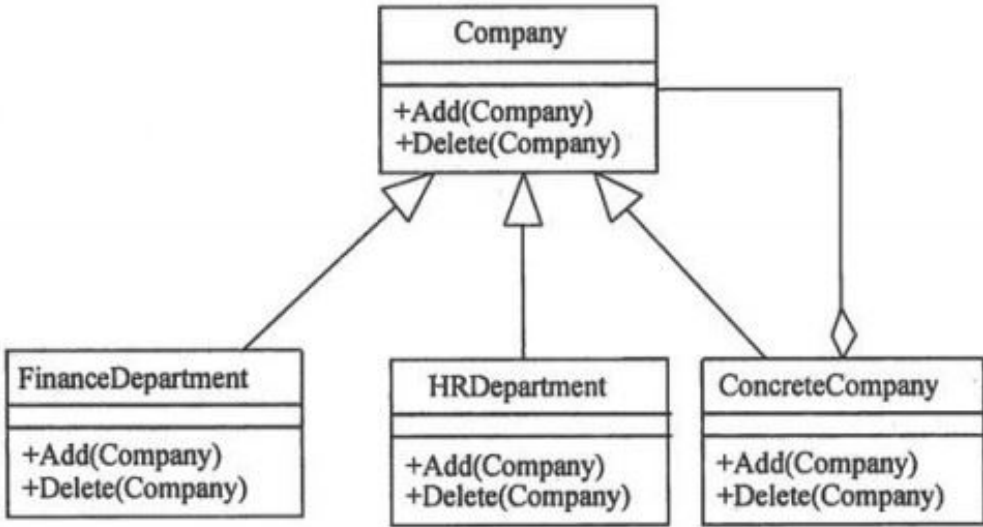 Company
+Add(Company)
+Delete(Company)
FinanceDepartment
+Add(Company)
+Delete(Company)
HRDepartment
+Add(Company)
+Delete(Company)
ConcreteCompany
+Add(Company)
+Delete(Company)